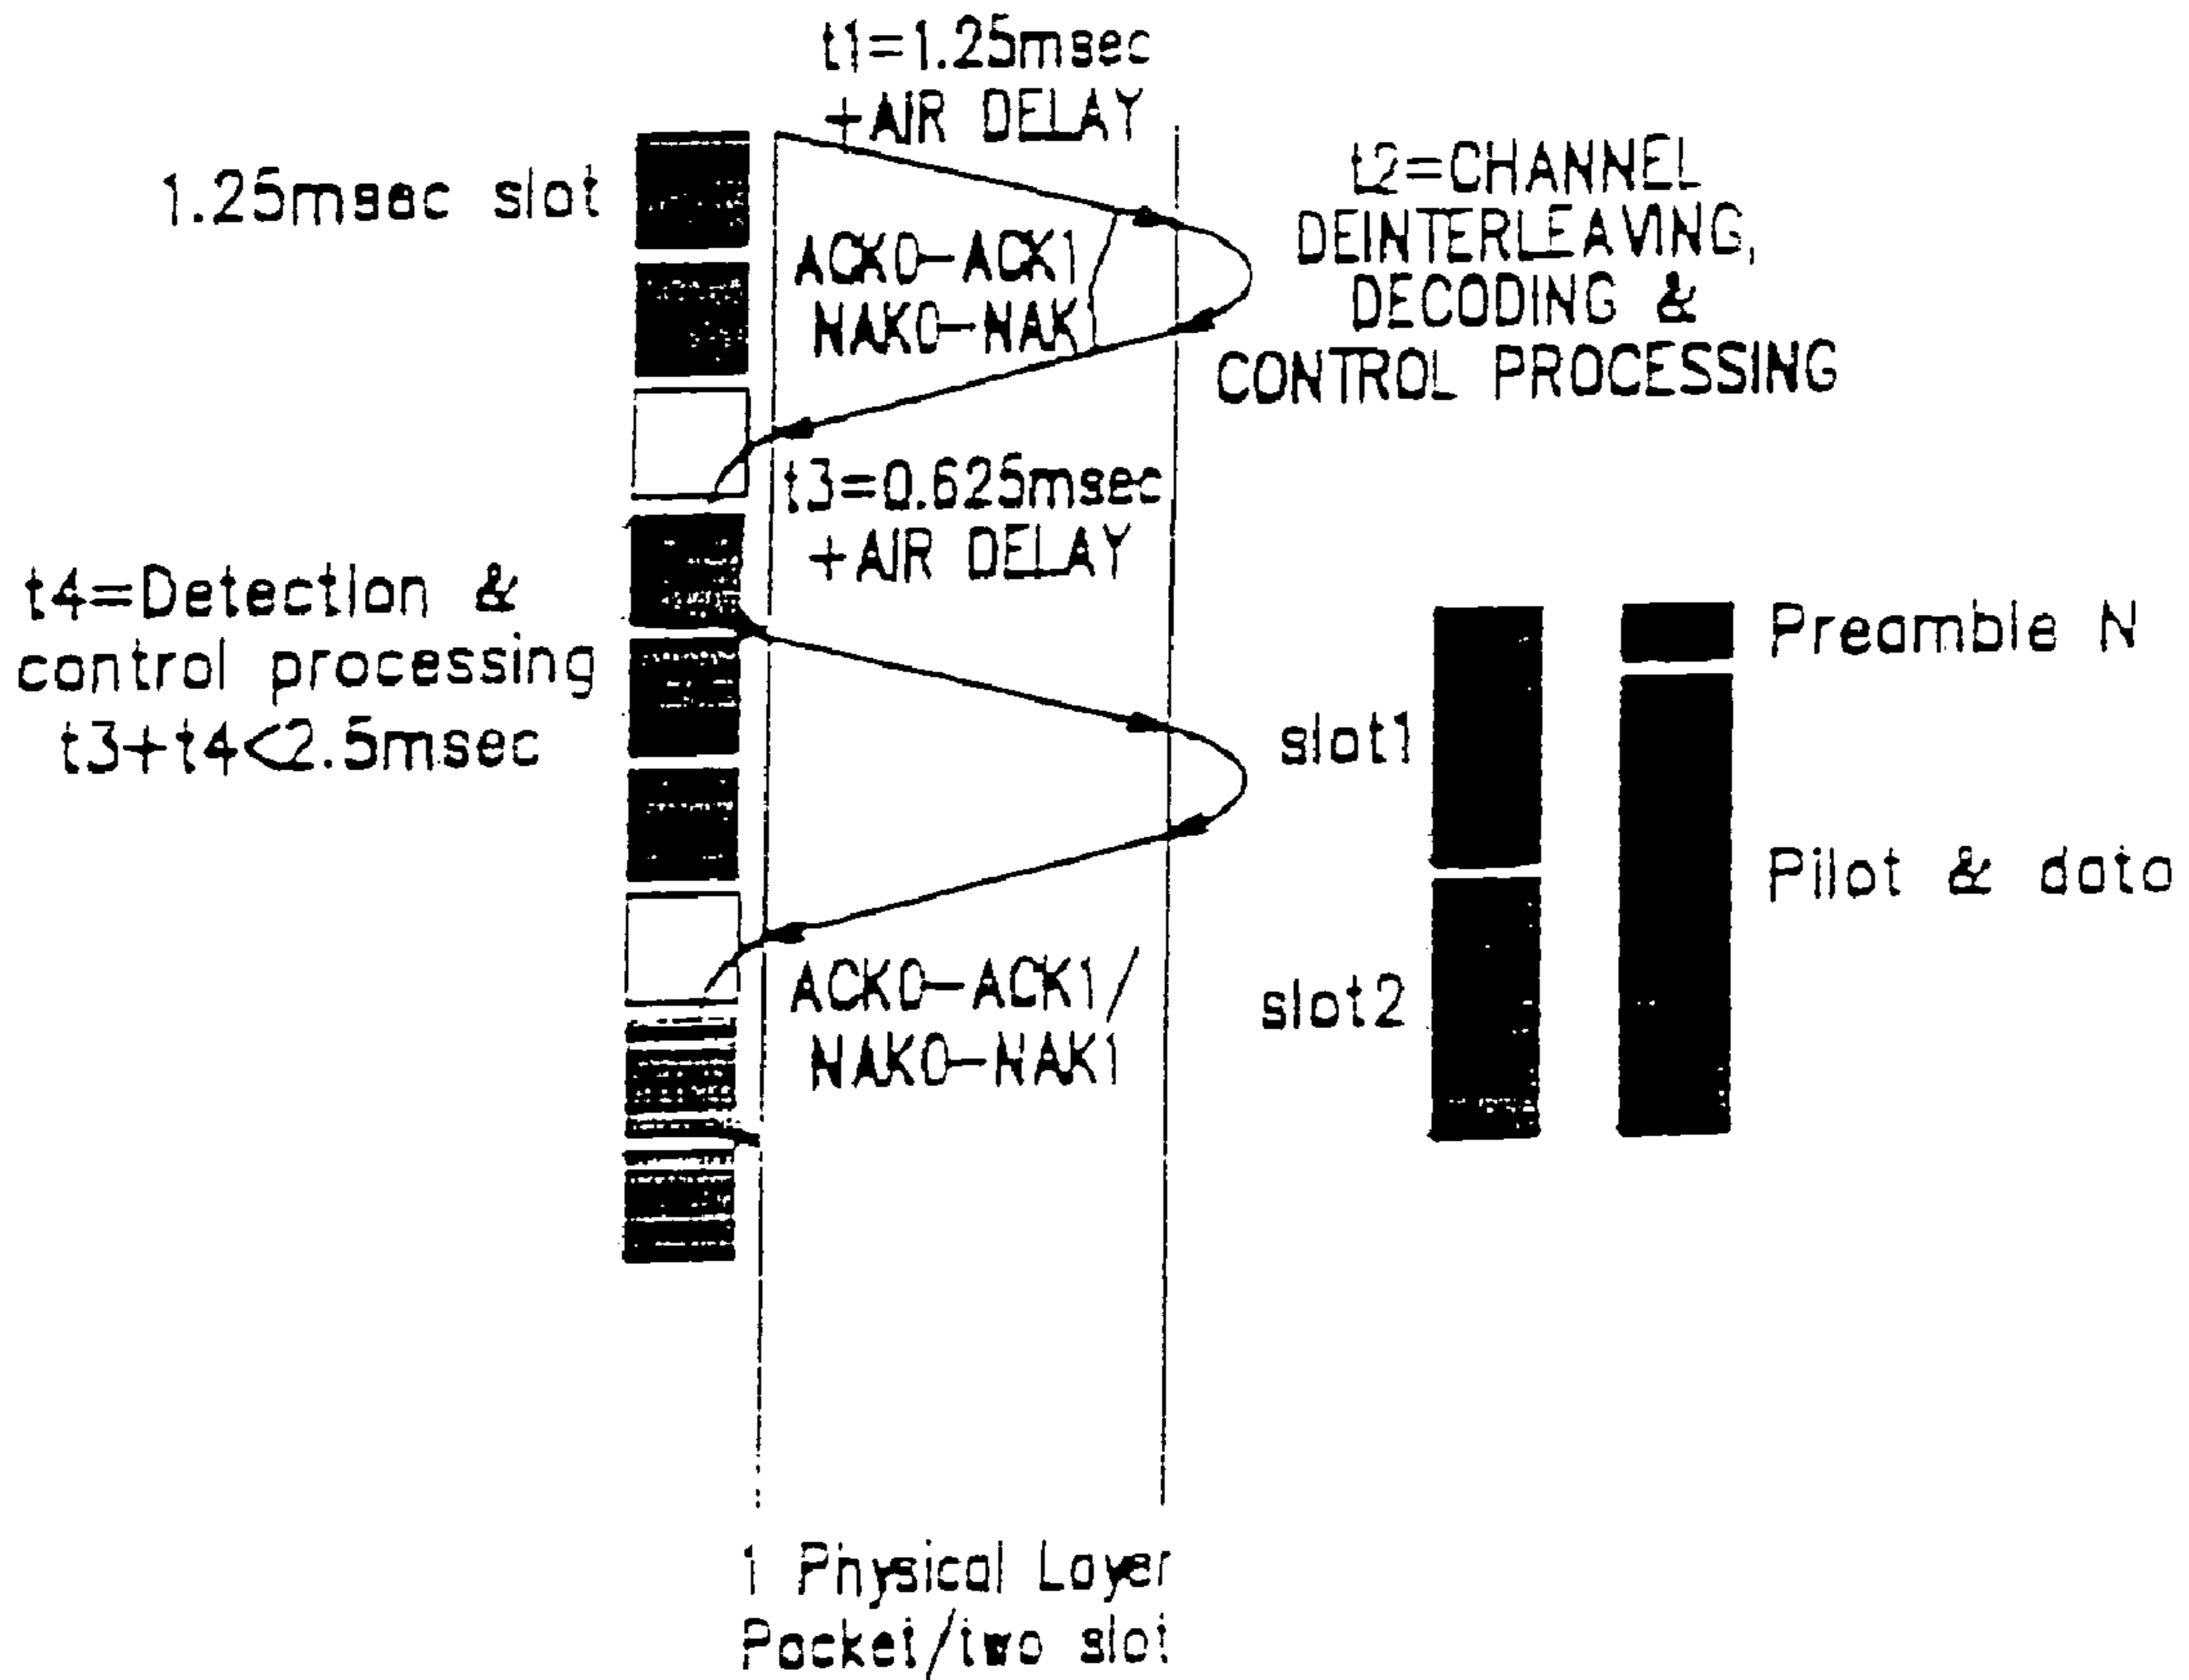 t1=1.25msec
+AIR DELAY
1.25msec slot
t2=CHANNEL
DEINTERLEAVING,
DECODING &
CONTROL PROCESSING
ACK0-ACK1
NAK0-NAK
t3=0.625msec
+AIR DELAY
t4=Detection &
control processing
t3+t4<2.5msec
Preamble N
slot1
Pilot & data
slot2
ACK0-ACK1/
NAK0-NAK1
1 Physical Layer
Packet/two slot